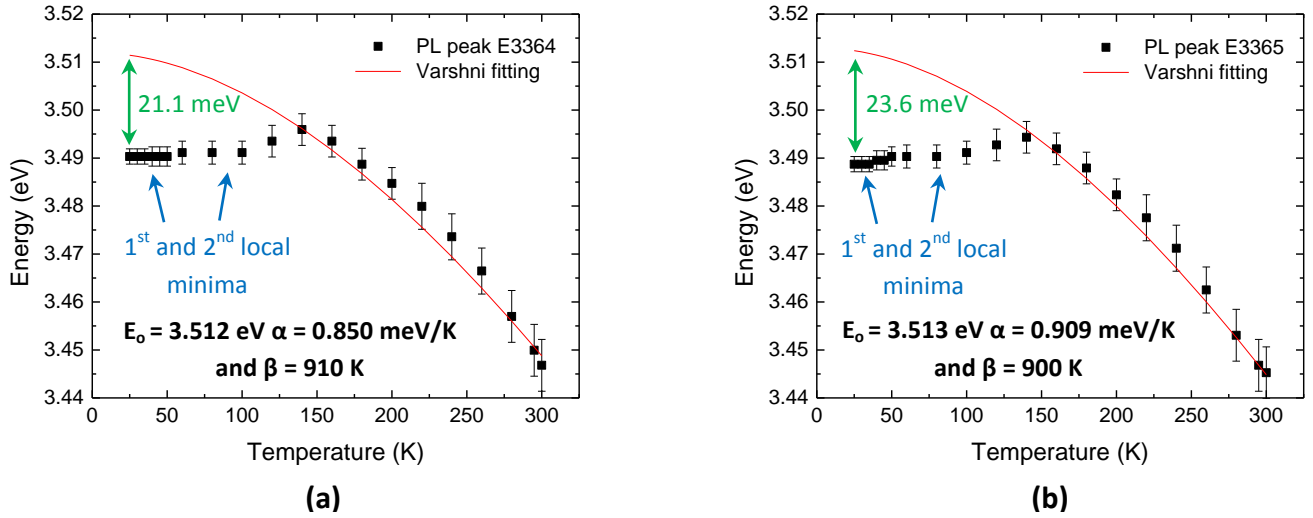 3.52
3.51
3.50
3.49
3.48
3.47
3.46
3.45
3.44
Energy (eV)
PL peak E3364
Varshni fitting
21.1 meV
1st and 2nd local
minima
Eo = 3.512 eV α = 0.850 meV/K
and β = 910 K
0 50 100 150 200 250 300
Temperature (K)
(a)
3.52
3.51
3.50
3.49
3.48
3.47
3.46
3.45
3.44
Energy (eV)
PL peak E3365
Varshni fitting
23.6 meV
1st and 2nd local
minima
Eo = 3.513 eV α = 0.909 meV/K
and β = 900 K
0 50 100 150 200 250 300
Temperature (K)
(b)